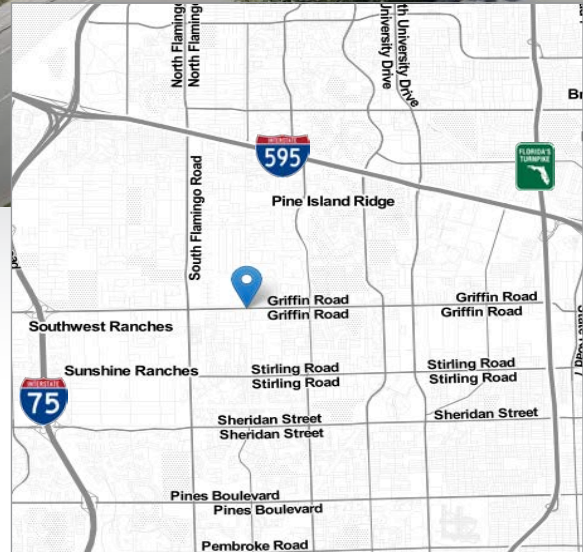 North Flamingo
North Flamingo
University Drive
University Drive
South Flamingo Road
INTERSTATE
595
FLORIDA'S
TURNPIKE
Pine Island Ridge
Griffin Road
Griffin Road
Griffin Road
Griffin Road
Southwest Ranches
Sunshine Ranches
Stirling Road
Stirling Road
Stirling Road
Stirling Road
INTERSTATE
75
Sheridan Street
Sheridan Street
Sheridan Street
Pines Boulevard
Pines Boulevard
Pembroke Road